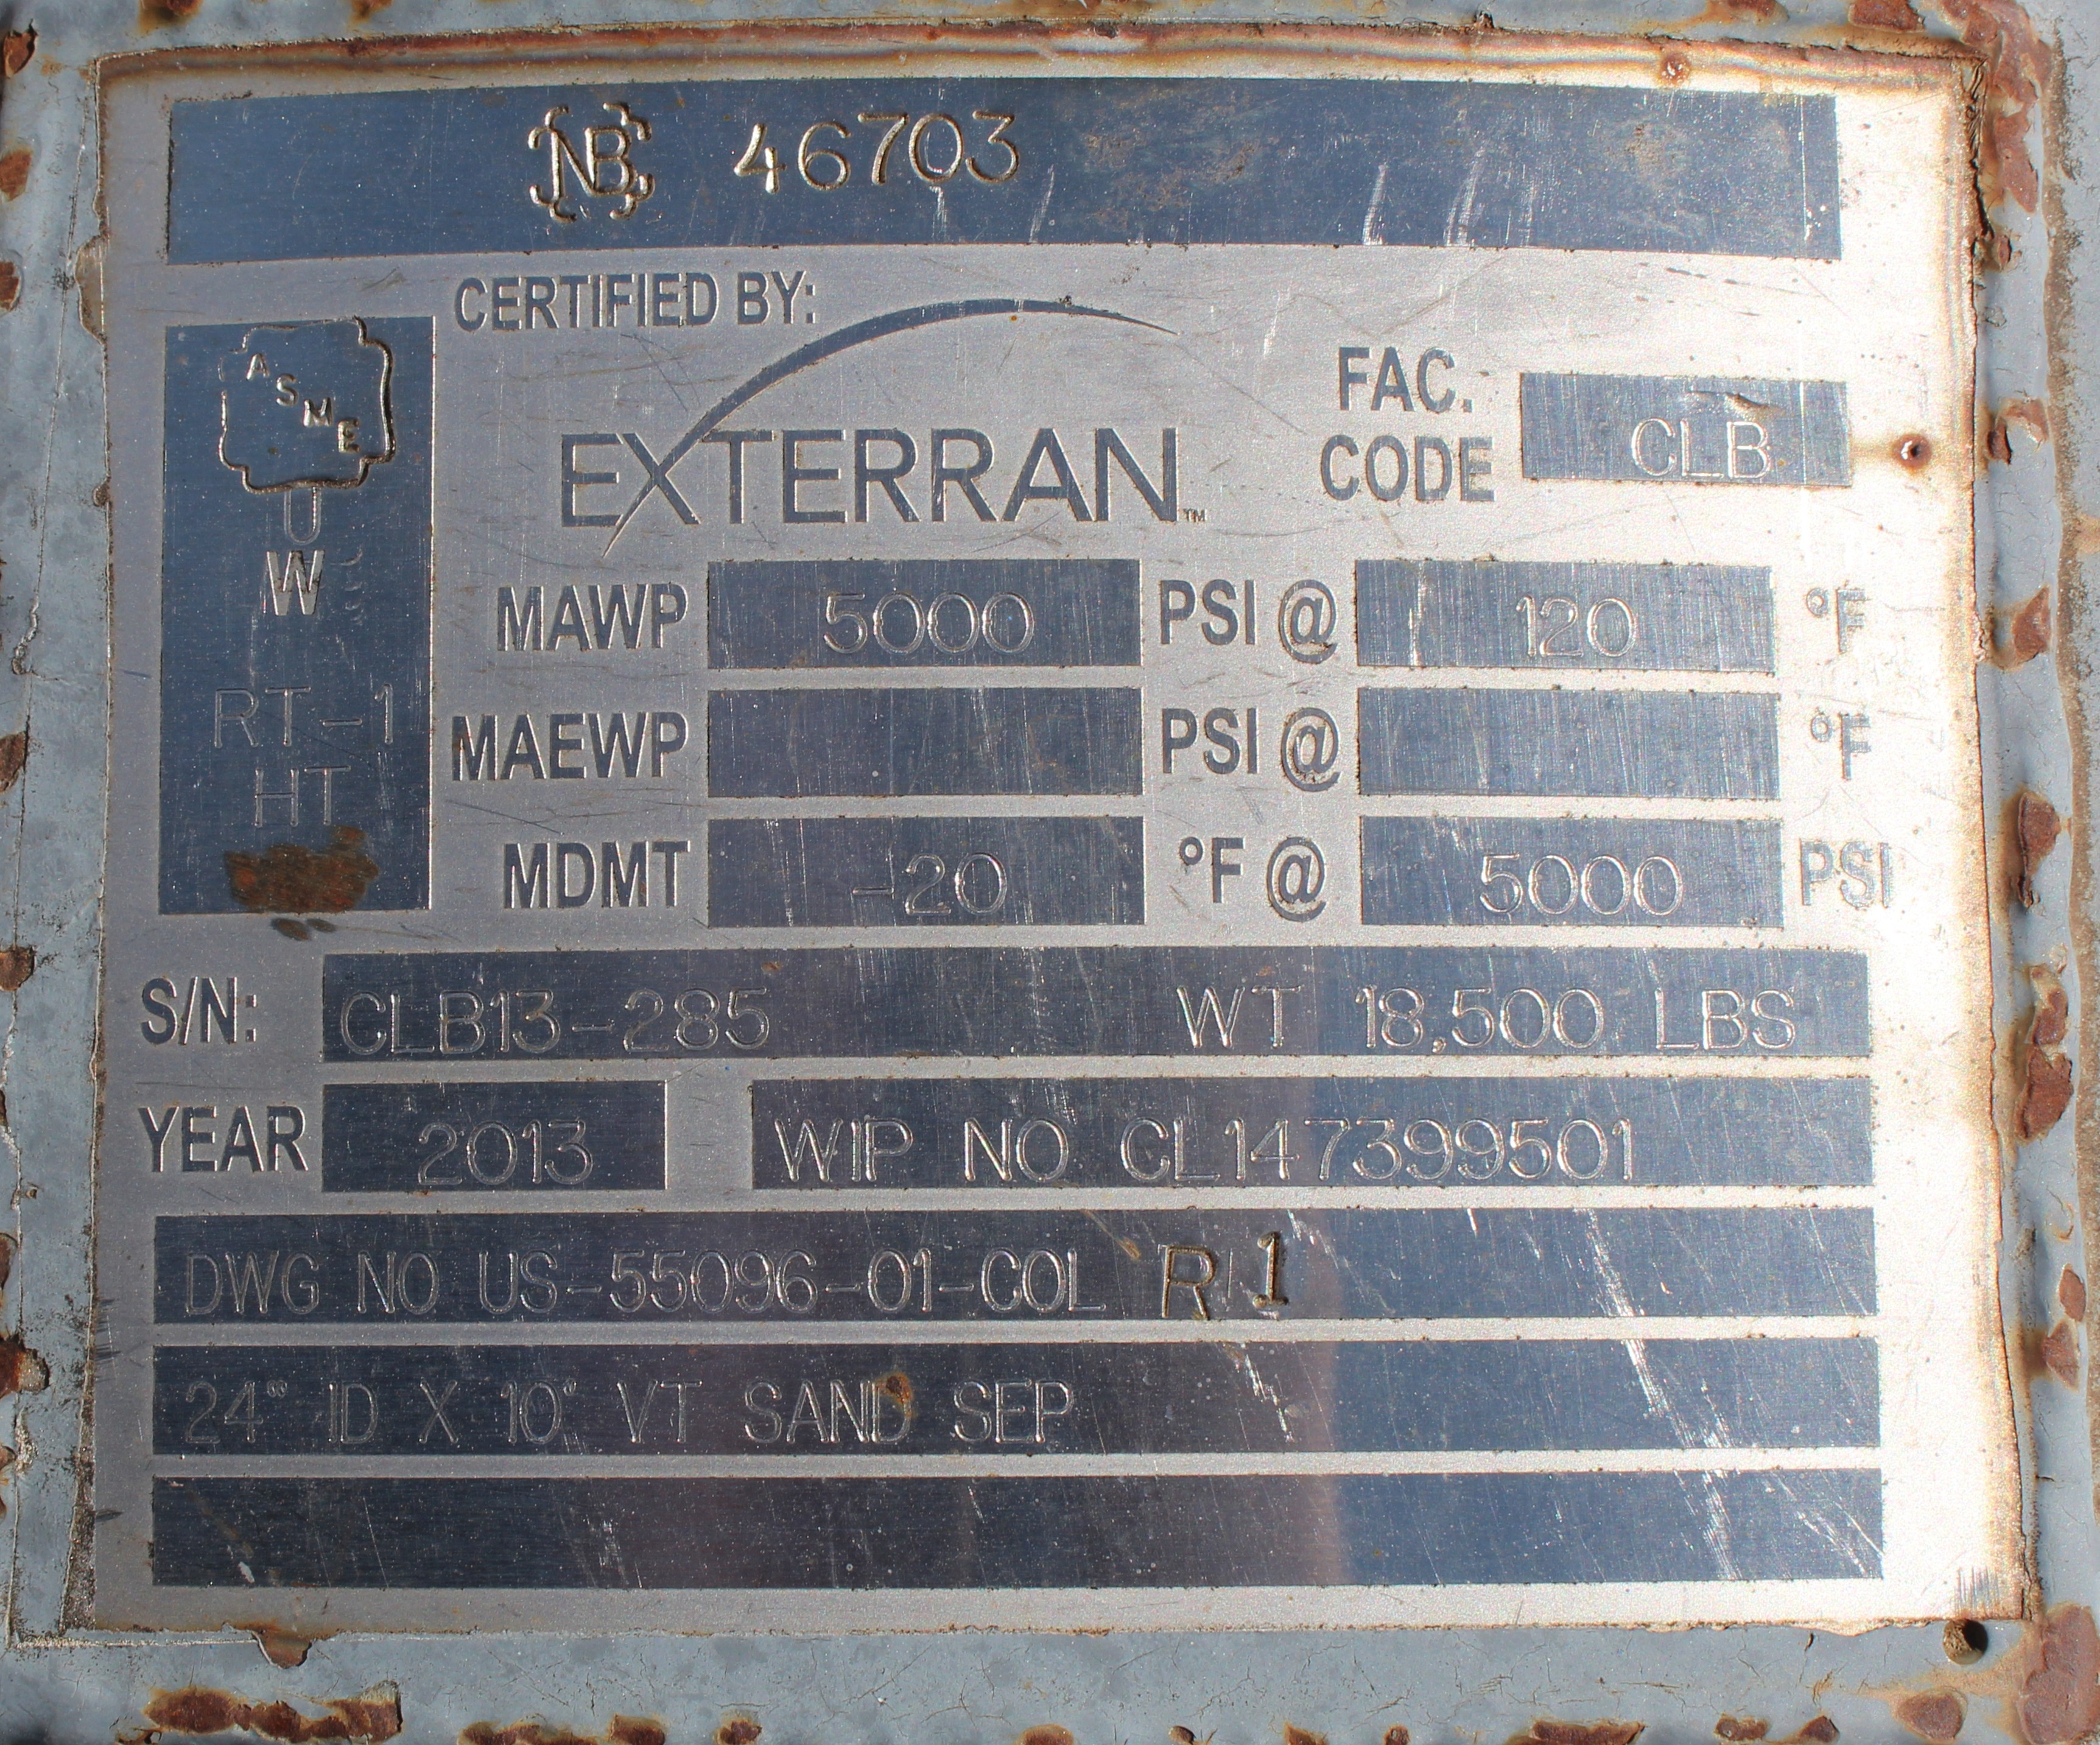 NB 46703
CERTIFIED BY:
EXTERRAN™
FAC. CODE CLB
ASME
U
W
RT-1
HT
MAWP 5000 PSI @ 120 °F
MAEWP PSI @ °F
MDMT -20 °F @ 5000 PSI
S/N: CLB13-285 WT 18,500 LBS
YEAR 2013 WIP NO CL147399501
DWG NO US-55096-01-COL R 1
24" ID X 10' VT SAND SEP